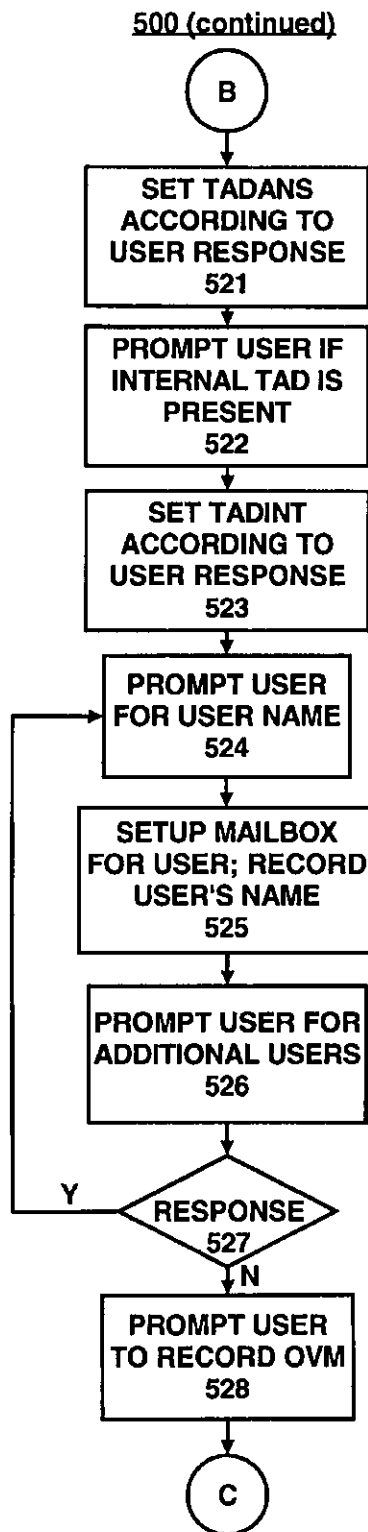 500 (continued)
B
SET TADANS
ACCORDING TO
USER RESPONSE
521
PROMPT USER IF
INTERNAL TAD IS
PRESENT
522
SET TADINT
ACCORDING TO
USER RESPONSE
523
PROMPT USER
FOR USER NAME
524
SETUP MAILBOX
FOR USER; RECORD
USER'S NAME
525
PROMPT USER FOR
ADDITIONAL USERS
526
Y
RESPONSE
527
N
PROMPT USER
TO RECORD OVM
528
C